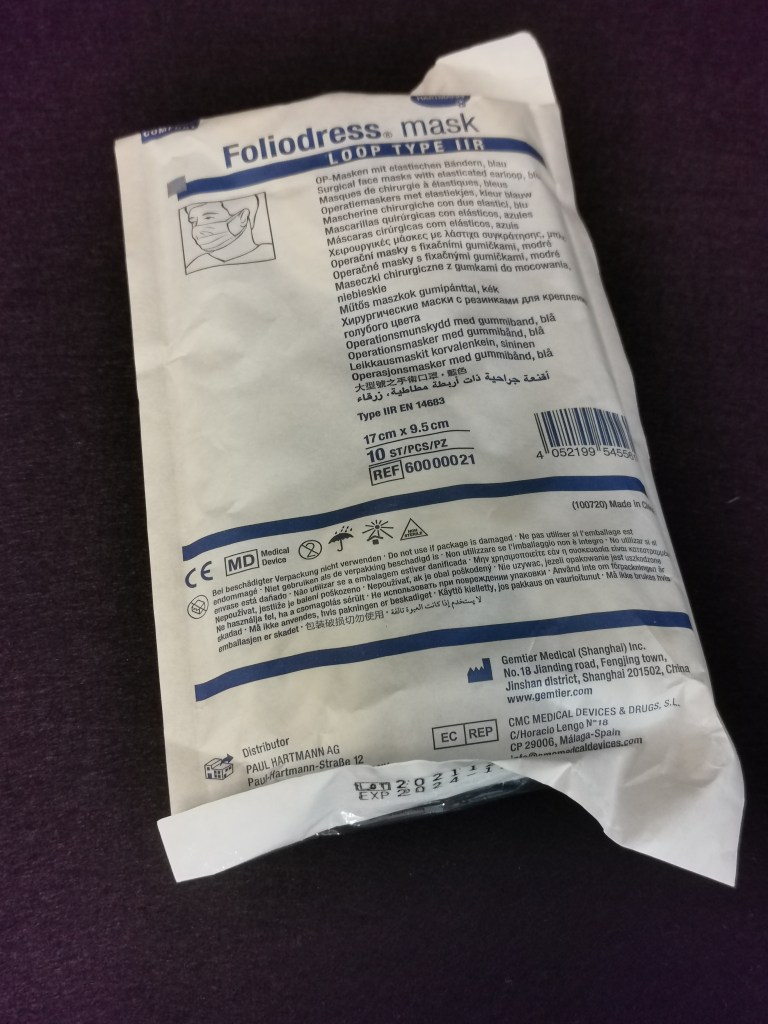 Foliodress® mask
LOOP TYPE IIR
OP-Masken mit elastischen Bändern, blau
Surgical face masks with elasticated earloop,
Masques de chirurgie à élastiques, bleus
Operatiemaskers met elastiekjes, kleur blauw
Mascherine chirurgiche con due elastici, blu
Mascarillas quirúrgicas con elásticos, azules
Máscaras cirúrgicas com elásticos, azuis
Χειρουργικές μάσκες με λάστιχα συγκράτησης,
Operační masky s fixačními gumičkami, modré
Operačné masky s fixačnými gumičkami, modré
Maseczki chirurgiczne z gumkami do mocowania,
niebieskie
Műtős maszkok gumipánttal, kék
Хирургические маски с резинками для
голубого цвета
Operationsmunskydd med gummiband, blå
Operationsmasker med gummibånd, blå
Leikkausmaskit korvalenkein, sininen
Operasjonsmasker med gummibånd, blå
大型號之手術口罩，藍色
أقنعة جراحية ذات أربطة مطاطية، زرقاء
Type IIR EN 14683
17 cm x 9.5 cm
10 ST/PCS/PZ
REF 60000021
4 052199
(100720) Made in
CE MD Medical
Device
NON
STERILE
Bei beschädigter Verpackung nicht verwenden · Do not use if package is damaged · Ne pas utiliser si l'emballage est
endommagé · Niet gebruiken als de verpakking beschadigd is · Non utilizzare se l'imballaggio non è integro · No utilizar si el
envase está dañado · Não utilizar se a embalagem estiver danificada · Μην χρησιμοποιείτε εάν η συσκευασία είναι
Nepoužívat, jestliže je balení poškozeno · Nepoužívať, ak je obal poškodený · Nie używać, jeżeli opakowanie jest uszkodzone
Ne használja fel, ha a csomagolás sérült · Не использовать при повреждении упаковки · Använd inte om förpackningen är
skadad · Må ikke anvendes, hvis pakningen er beskadiget · Käyttö kielletty, jos pakkaus on vaurioitunut · Må ikke brukes hvis
emballasjen er skadet · 包装破损切勿使用 · لا يستخدم إذا كانت العبوة تالفة
Gemtier Medical (Shanghai) Inc.
No.18 Jianding road, Fengjing town,
Jinshan district, Shanghai 201502, China
www.gemtier.com
EC REP
CMC MEDICAL DEVICES & DRUGS, S.L.
C/Horacio Lengo Nº18
CP 29006, Málaga-Spain
Distributor
PAUL HARTMANN AG
Paul-Hartmann-Straße 12
EXP